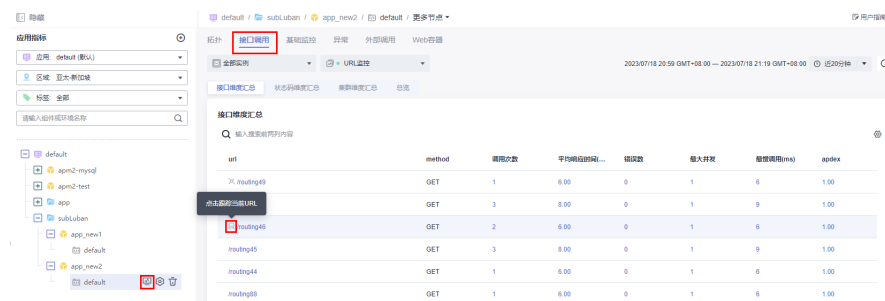 隐藏
default / subLuban / app_new2 / default / 更多节点
用户指南
应用指标
拓扑 接口调用 基础监控 异常 外部调用 Web容器
应用: default (默认)
全部实例 URL监控 2023/07/18 20:59 GMT+08:00 — 2023/07/18 21:19 GMT+08:00 近20分钟
区域: 亚太-新加坡
标签: 全部
接口维度汇总 状态码维度汇总 集群维度汇总 总览
请输入组件或环境名称
接口维度汇总
输入搜索前两列内容
default
apm2-mysql
apm2-test
app
subLuban
app_new1
default
app_new2
default
url method 调用次数 平均响应时间(... 错误数 最大并发 最慢调用(ms) apdex
/routing49 GET 1 6.00 0 1 6 1.00
点击跟踪当前URL
GET 3 8.00 0 1 9 1.00
/routing46 GET 2 6.00 0 1 6 1.00
/routing45 GET 3 8.00 0 1 9 1.00
/routing44 GET 1 6.00 0 1 6 1.00
/routing88 GET 1 6.00 0 1 6 1.00